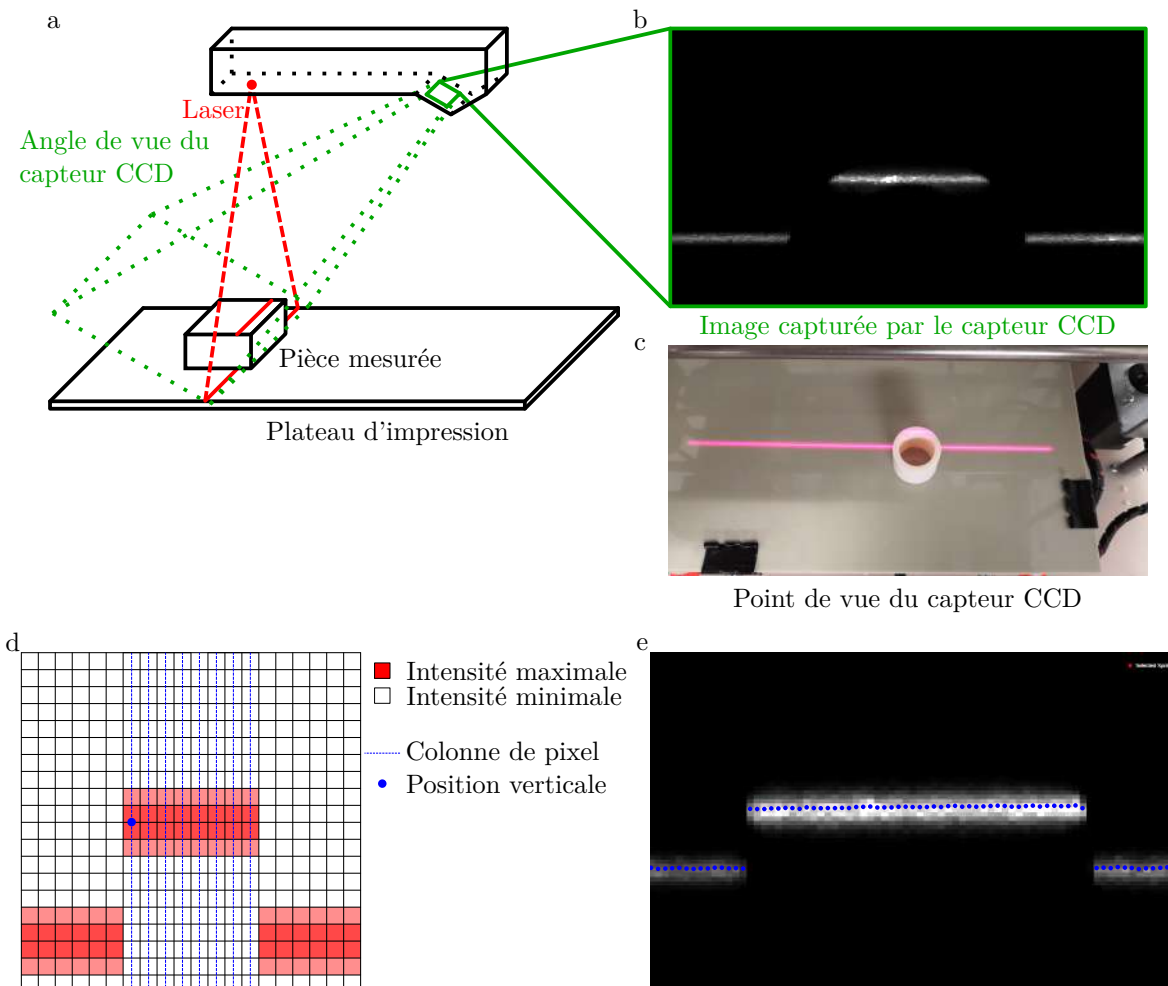 a
Laser
Angle de vue du
capteur CCD
Pièce mesurée
Plateau d'impression
b
Image capturée par le capteur CCD
c
Point de vue du capteur CCD
d
Intensité maximale
Intensité minimale
Colonne de pixel
Position verticale
e